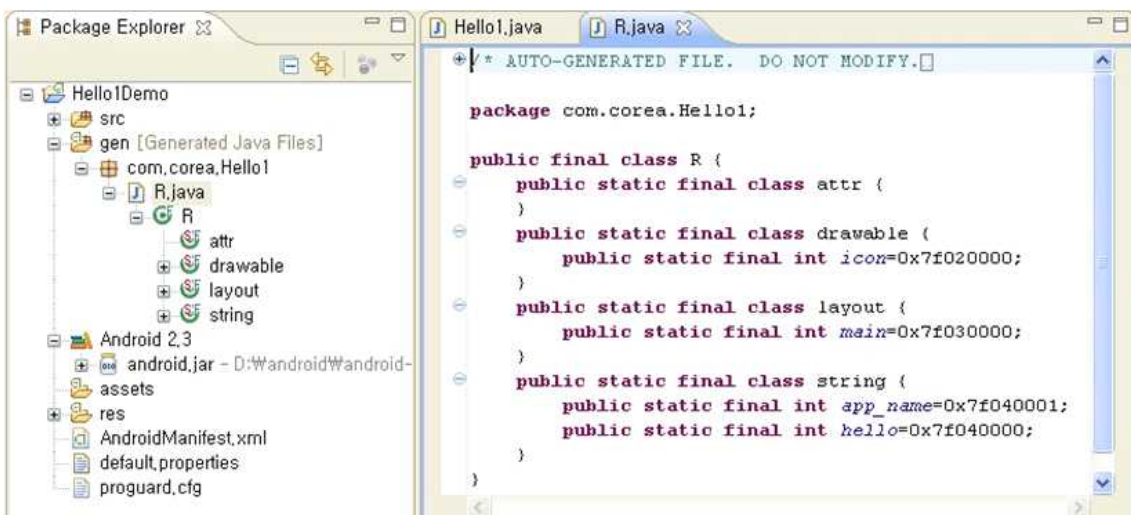 Package Explorer
Hello1Demo
src
gen [Generated Java Files]
com.corea.Hello1
R.java
R
attr
drawable
layout
string
Android 2.3
android.jar - D:₩android₩android-
assets
res
AndroidManifest.xml
default.properties
proguard.cfg
Hello1.java
R.java
/* AUTO-GENERATED FILE.  DO NOT MODIFY.
package com.corea.Hello1;
public final class R {
public static final class attr {
}
public static final class drawable {
public static final int icon=0x7f020000;
}
public static final class layout {
public static final int main=0x7f030000;
}
public static final class string {
public static final int app_name=0x7f040001;
public static final int hello=0x7f040000;
}
}